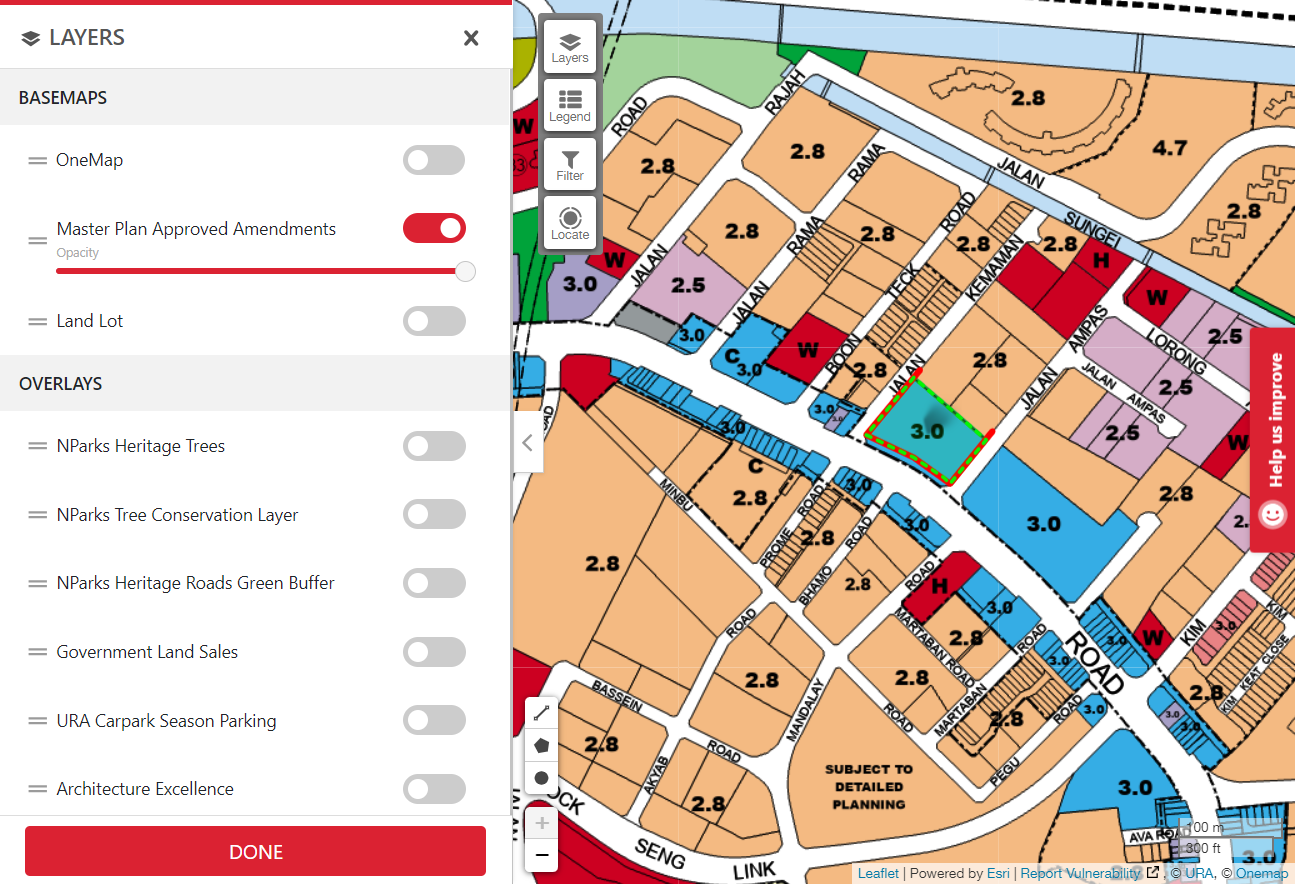 LAYERS
BASEMAPS
OneMap
Master Plan Approved Amendments
Opacity
Land Lot
OVERLAYS
NParks Heritage Trees
NParks Tree Conservation Layer
NParks Heritage Roads Green Buffer
Government Land Sales
URA Carpark Season Parking
Architecture Excellence
DONE
Layers
Legend
Filter
Locate
Help us improve
ROAD
RAJAH
2.8
4.7
JALAN
W
2.8
2.8
RAMA
2.8
SUNGEI
ROAD
2.8
RAMA
2.8
2.8
2.8
KEMAMAN
H
W
JALAN
3.0
2.5
TECK
W
JALAN
3.0
AMPAS
LORONG
2.5
C
3.0
W
BOON
2.8
JALAN
2.8
JALAN
JALAN
AMPAS
2.5
3.0
3.0
3.0
3.0
2.5
W
C
2.8
MINBU
ROAD
3.0
2.8
3.0
3.0
PROME
2.8
ROAD
2.8
BHAMO
2.8
ROAD
H
3.0
MARTABAN ROAD
2.8
ROAD
3.0
W
KIM
3.0
KIM
ROAD
ROAD
3.0
2.8
KIM KEAT CLOSE
BASSEIN
2.8
MANDALAY
2.8
ROAD
MARTABAN
2.8
ROAD
3.0
3.0
3.0
2.8
ROAD
AKYAB
2.8
PEGU
SUBJECT TO
DETAILED
PLANNING
3.0
OCK
SENG
LINK
AVA ROAD
3.0
100 m
300 ft
Leaflet | Powered by Esri | Report Vulnerability , © URA, © Onemap